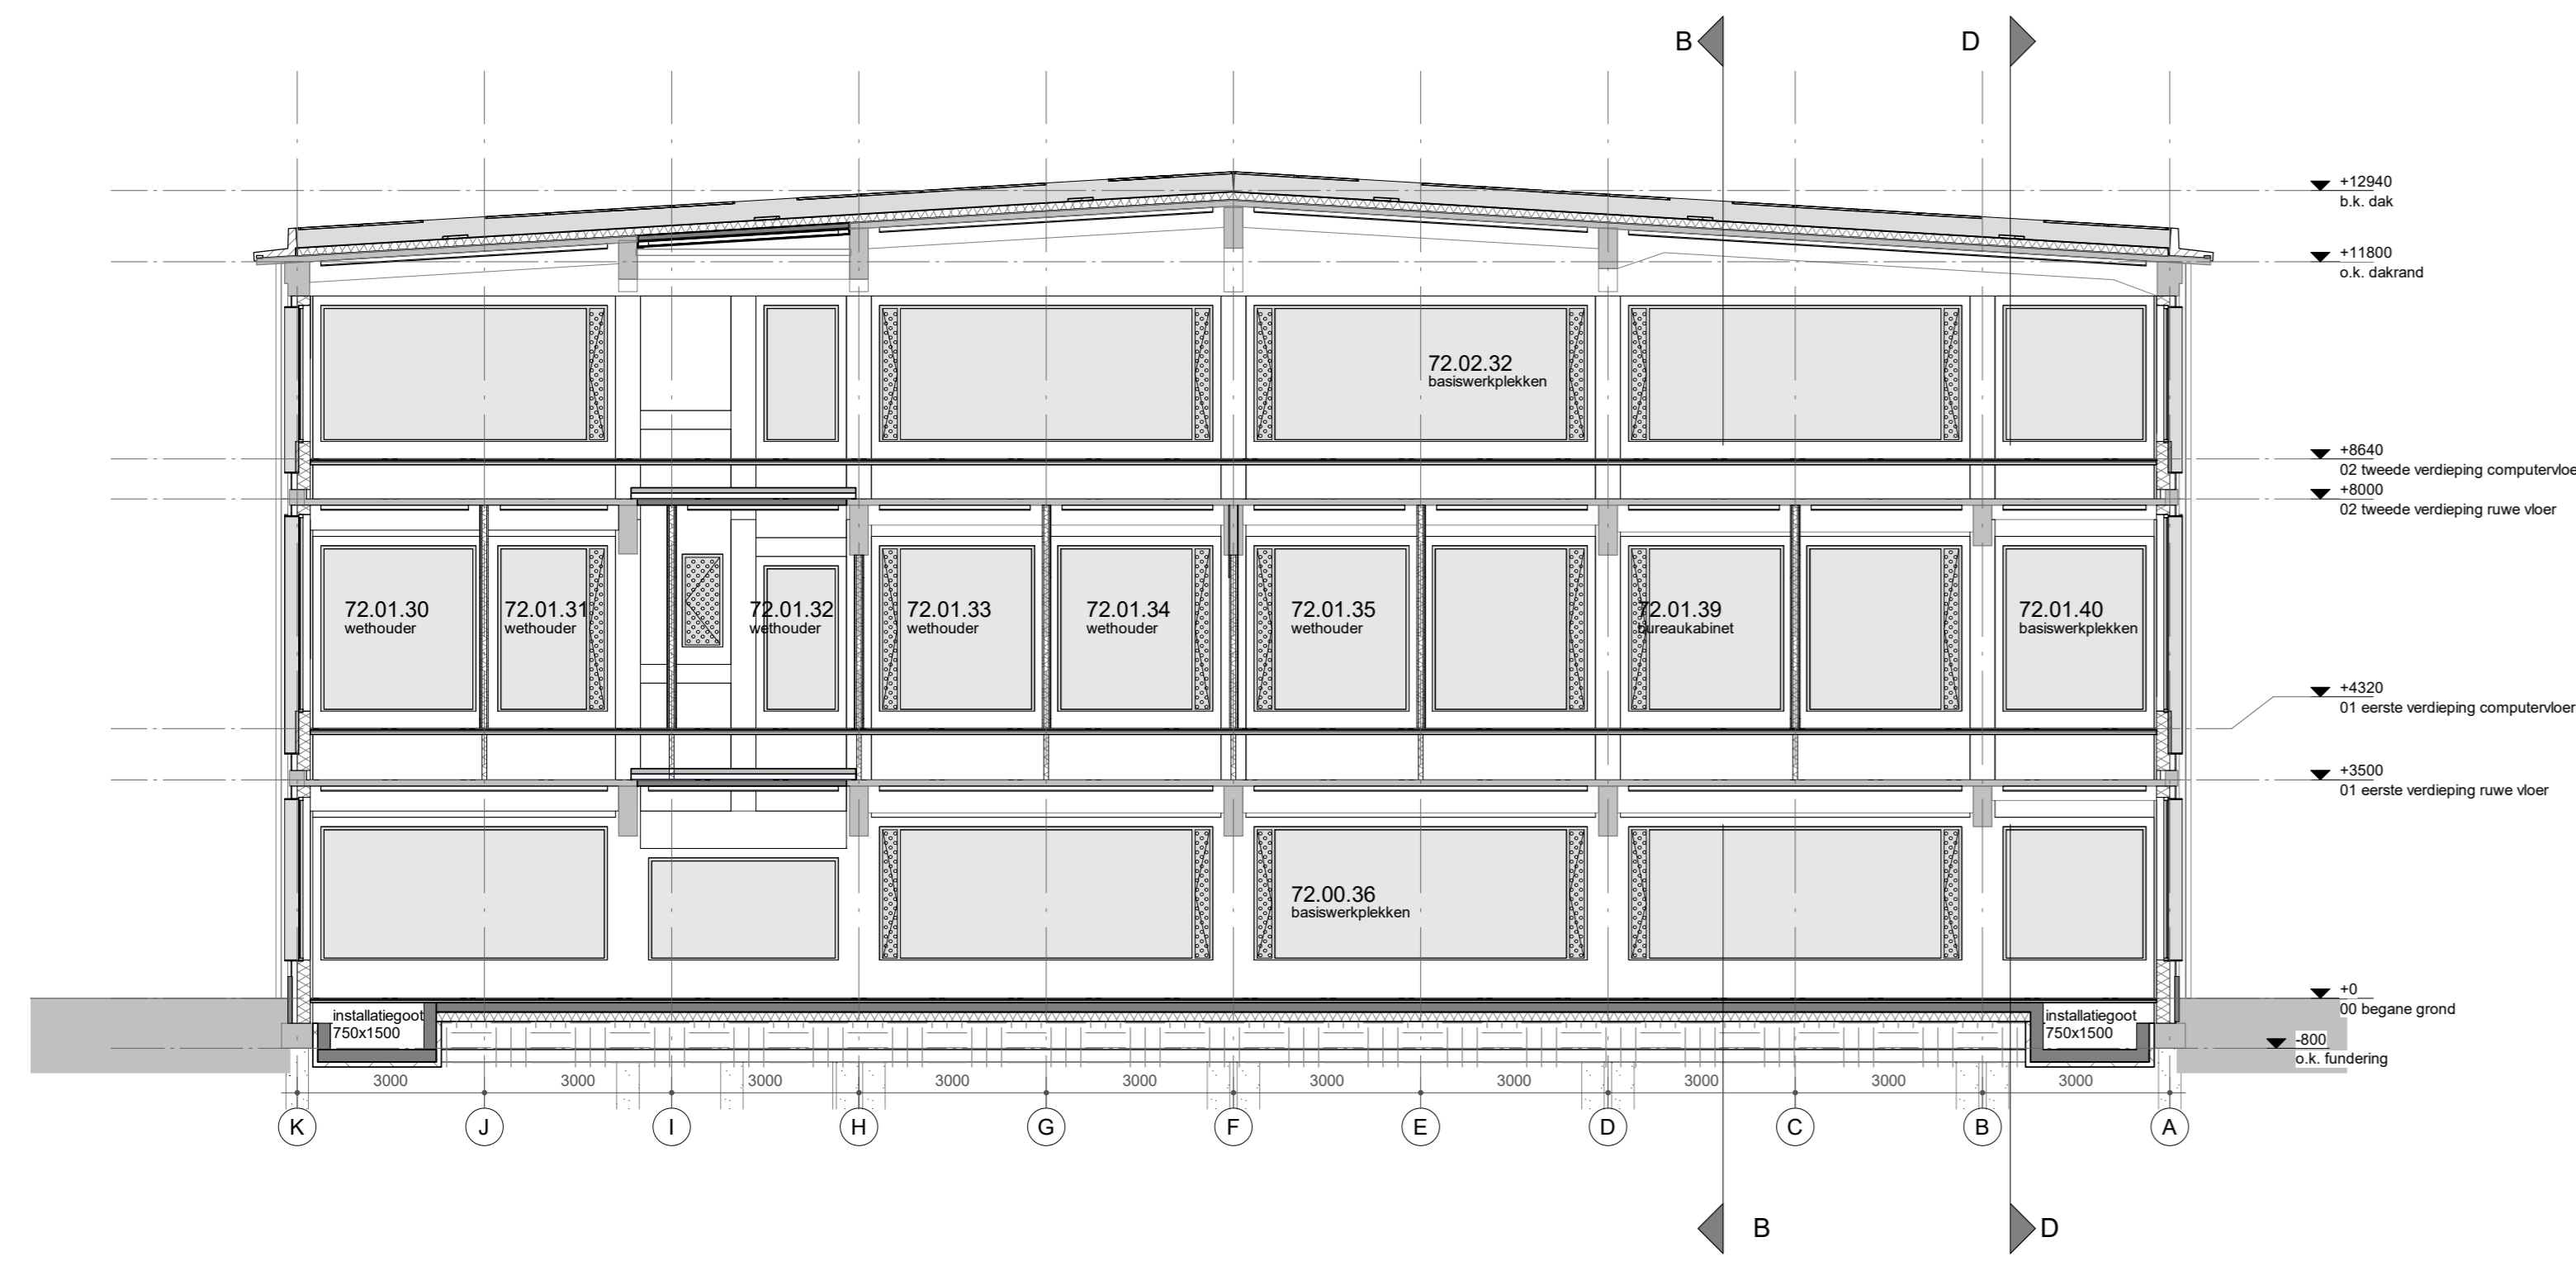 B
D
+12940
b.k. dak
+11800
o.k. dakrand
72.02.32
basiswerkplekken
+8640
02 tweede verdieping computervloe
+8000
02 tweede verdieping ruwe vloer
72.01.30
wethouder
72.01.31
wethouder
72.01.32
wethouder
72.01.33
wethouder
72.01.34
wethouder
72.01.35
wethouder
72.01.39
bureaukabinet
72.01.40
basiswerkplekken
+4320
01 eerste verdieping computervloer
+3500
01 eerste verdieping ruwe vloer
72.00.36
basiswerkplekken
+0
00 begane grond
installatiegoot
750x1500
installatiegoot
750x1500
-800
o.k. fundering
3000 3000 3000 3000 3000 3000 3000 3000 3000 3000
K J I H G F E D C B A
B
D